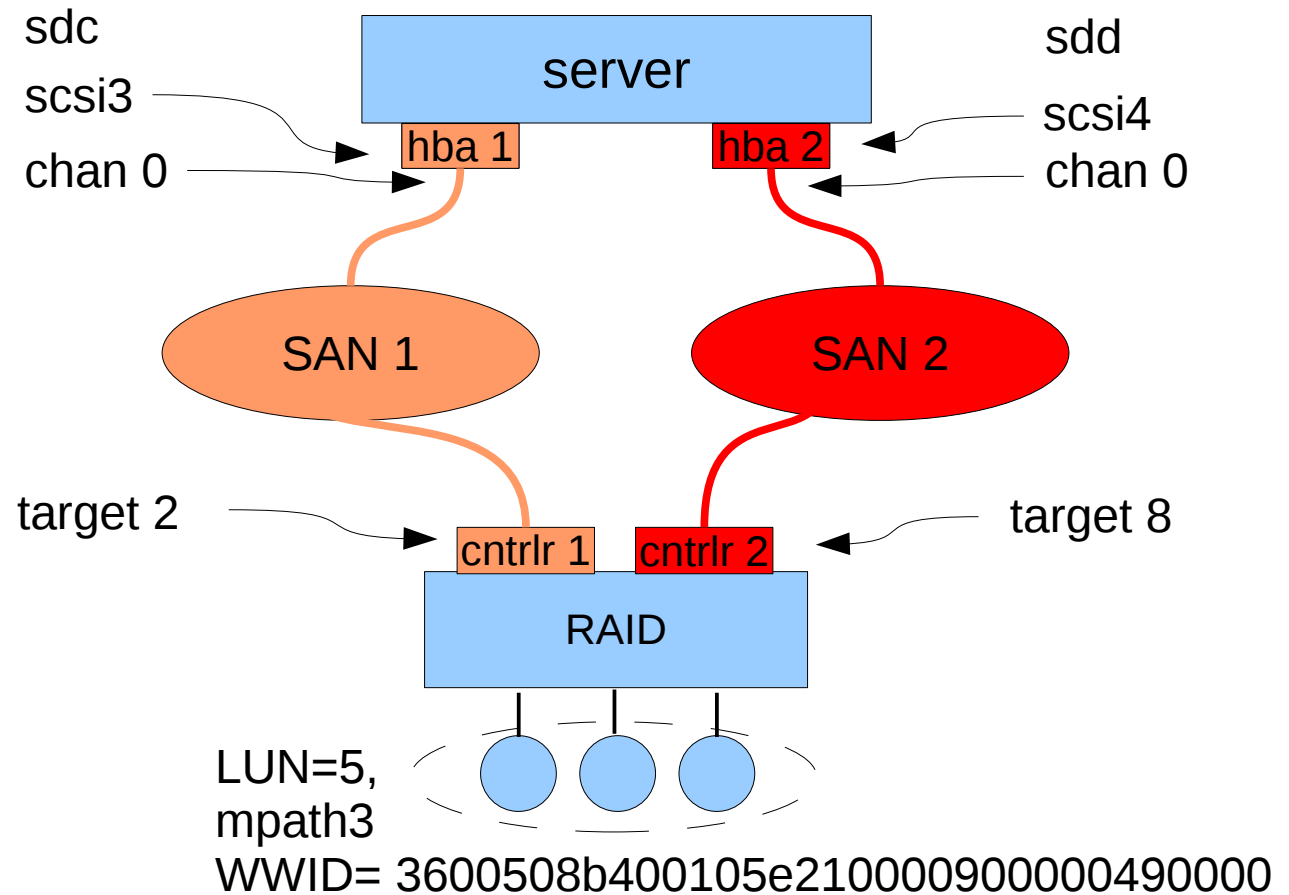 sdc
sdd
server
scsi3
scsi4
hba 1
hba 2
chan 0
chan 0
SAN 1
SAN 2
target 2
target 8
cntrlr 1
cntrlr 2
RAID
LUN=5,
mpath3
WWID= 3600508b400105e210000900000490000